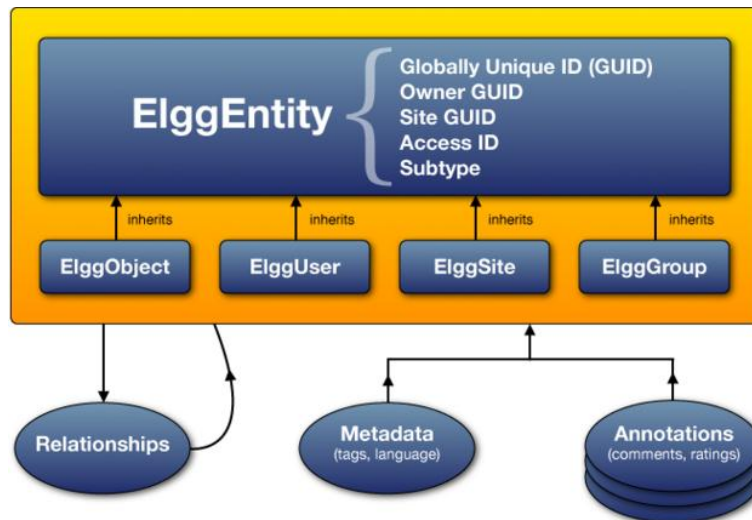 ElggEntity
Globally Unique ID (GUID)
Owner GUID
Site GUID
Access ID
Subtype
inherits
inherits
inherits
inherits
ElggObject
ElggUser
ElggSite
ElggGroup
Relationships
Metadata
(tags, language)
Annotations
(comments, ratings)